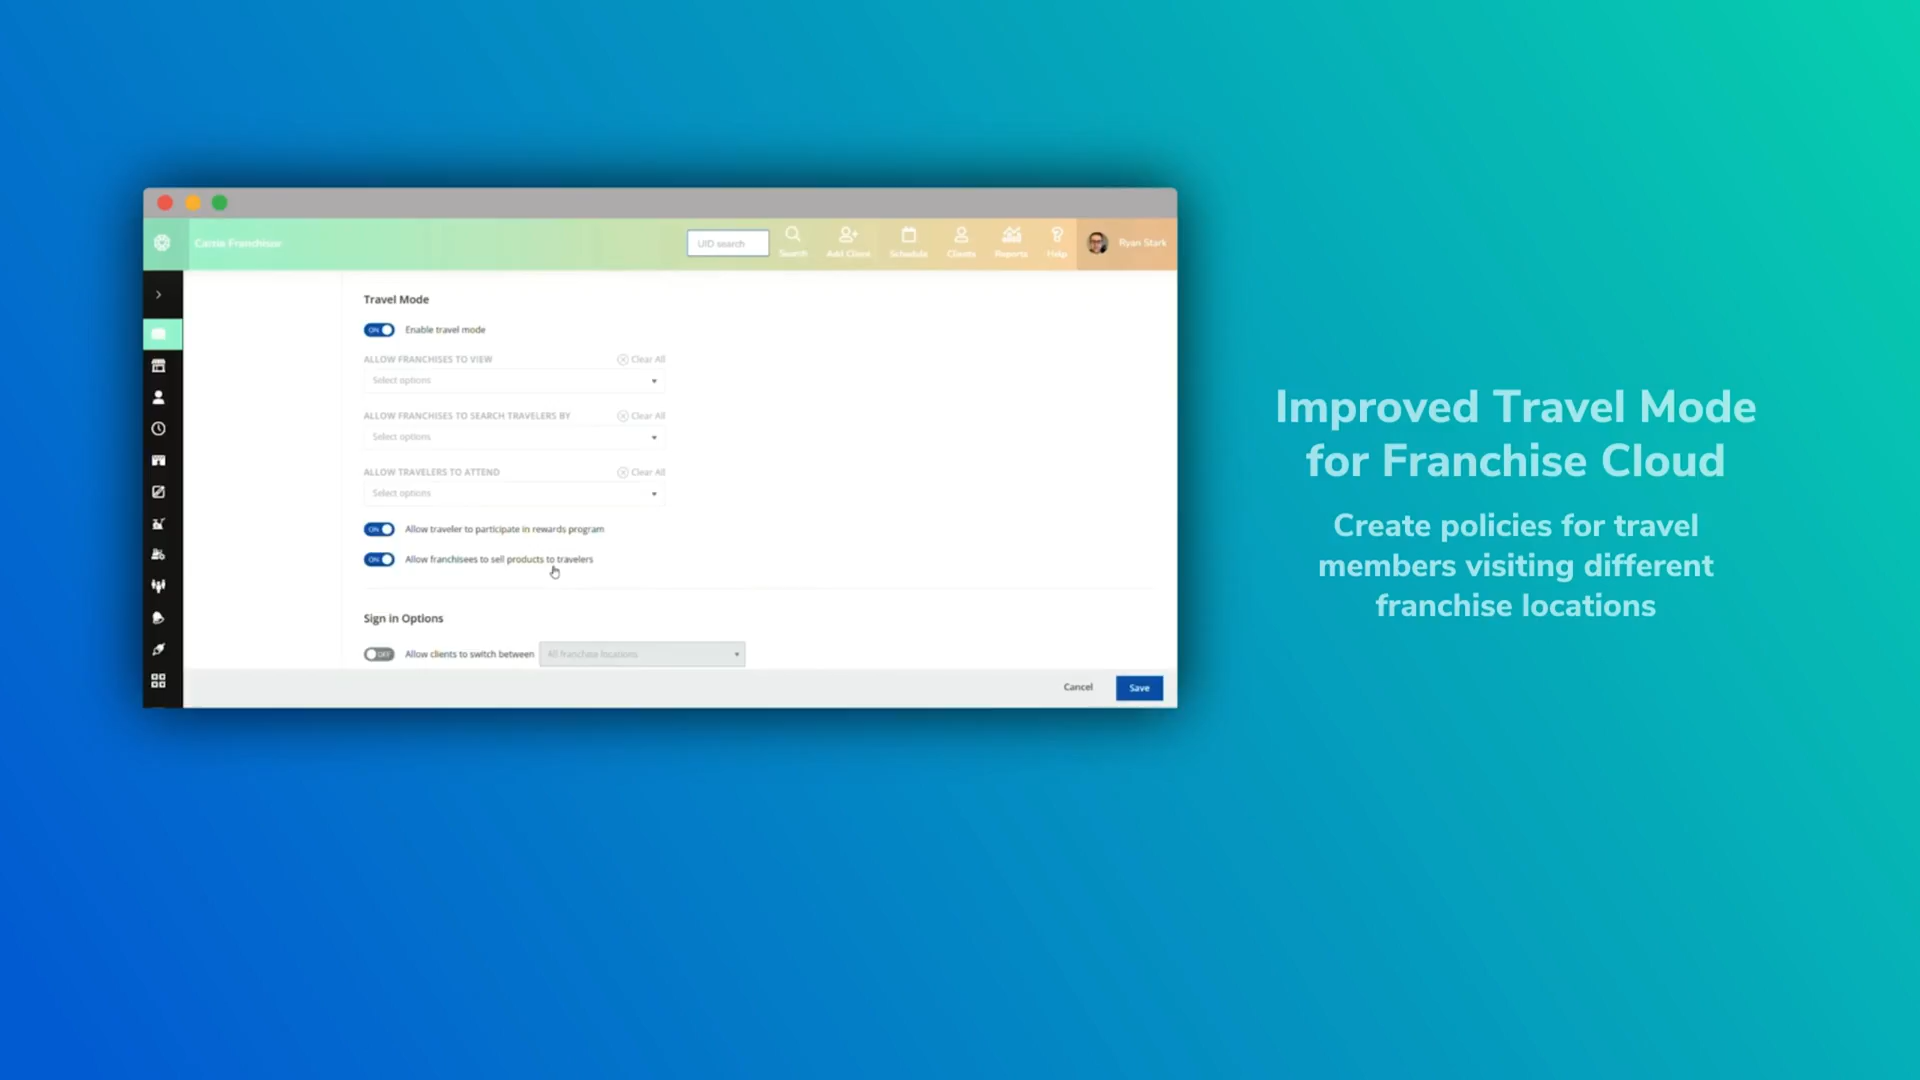 Franchisor
UID search
Search
Add Client
Schedule
Clients
Reports
Help
Ryan Stark
Travel Mode
ON
Enable travel mode
ALLOW FRANCHISES TO VIEW
Clear All
Select options
ALLOW FRANCHISES TO SEARCH TRAVELERS BY
Clear All
Select options
ALLOW TRAVELERS TO ATTEND
Clear All
Select options
ON
Allow traveler to participate in rewards program
ON
Allow franchisees to sell products to travelers
Sign in Options
OFF
Allow clients to switch between
All franchise locations
Cancel
Save
Improved Travel Mode
for Franchise Cloud
Create policies for travel
members visiting different
franchise locations